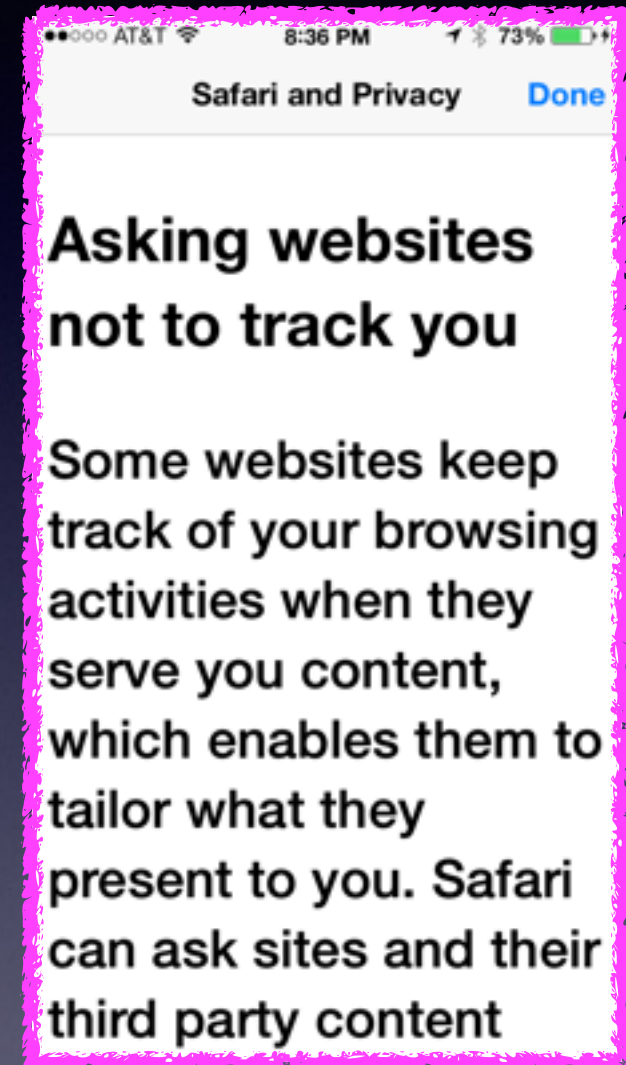 AT&T 8:36 PM 73%
Safari and Privacy Done
Asking websites
not to track you
Some websites keep
track of your browsing
activities when they
serve you content,
which enables them to
tailor what they
present to you. Safari
can ask sites and their
third party content